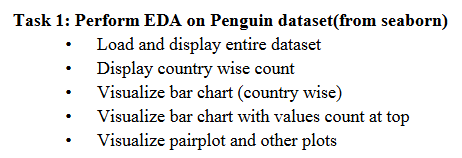 Task 1: Perform EDA on Penguin dataset(from seaborn)
• Load and display entire dataset
• Display country wise count
• Visualize bar chart (country wise)
• Visualize bar chart with values count at top
• Visualize pairplot and other plots